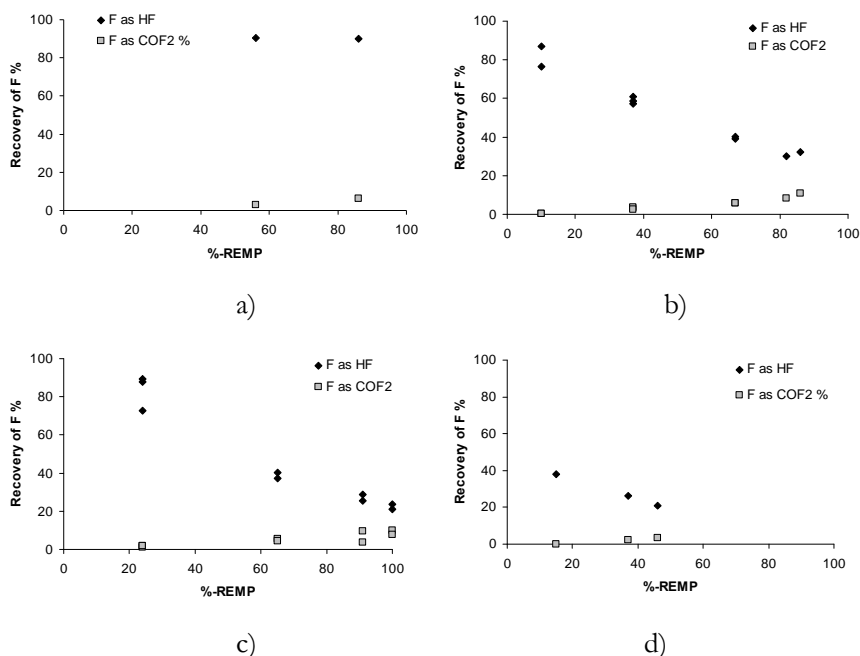 F as HF
F as COF2 %
Recovery of F %
100
80
60
40
20
0
0 20 40 60 80 100
%-REMP
a)
F as HF
F as COF2
Recovery of F %
100
80
60
40
20
0
0 20 40 60 80 100
%-REMP
b)
F as HF
F as COF2
Recovery of F %
100
80
60
40
20
0
0 20 40 60 80 100
%-REMP
c)
F as HF
F as COF2 %
Recovery of F %
100
80
60
40
20
0
0 20 40 60 80 100
%-REMP
d)